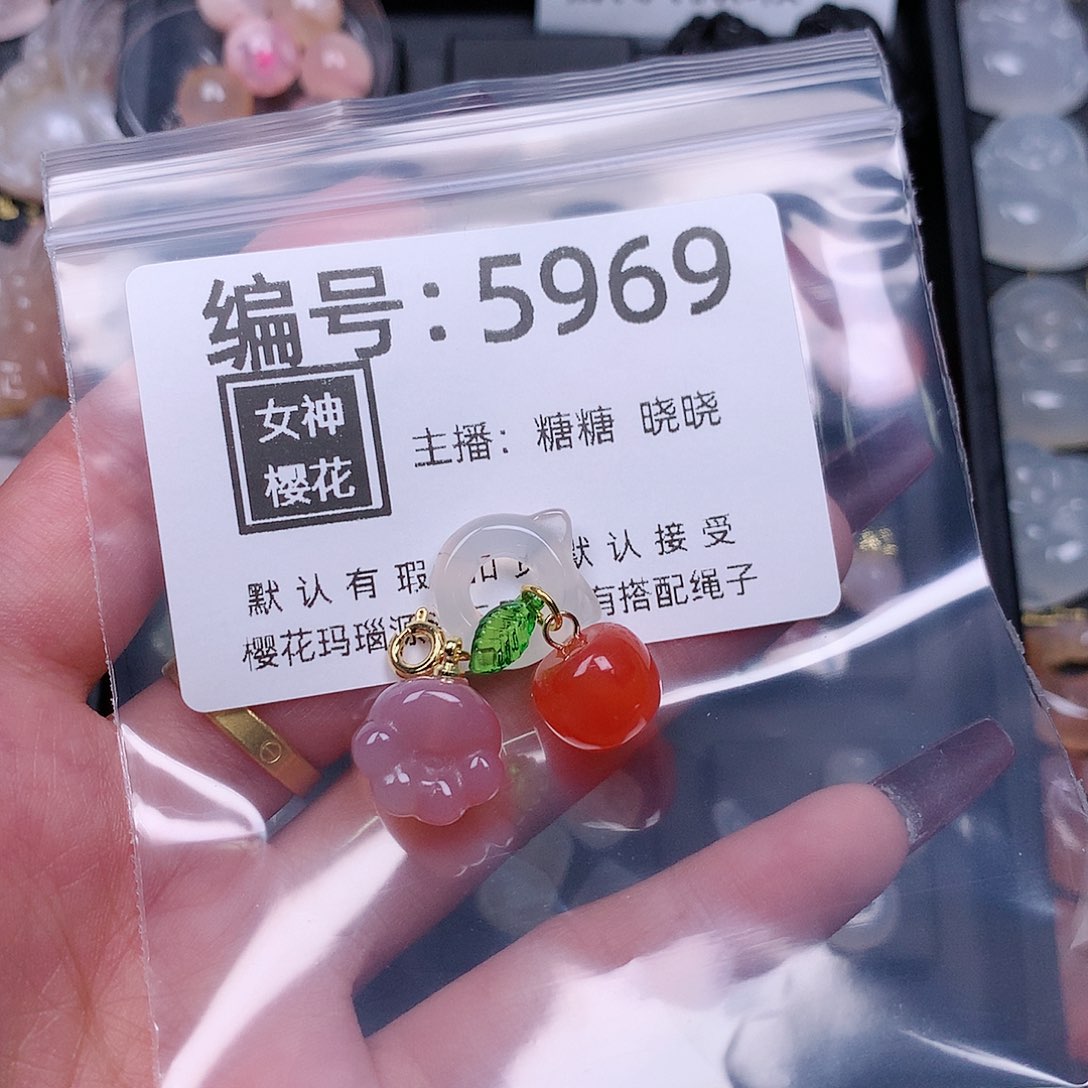 编号：5969
女神
樱花
主播：糖糖 晓晓
默认有瑕 默认接受
樱花玛瑙源 有搭配绳子